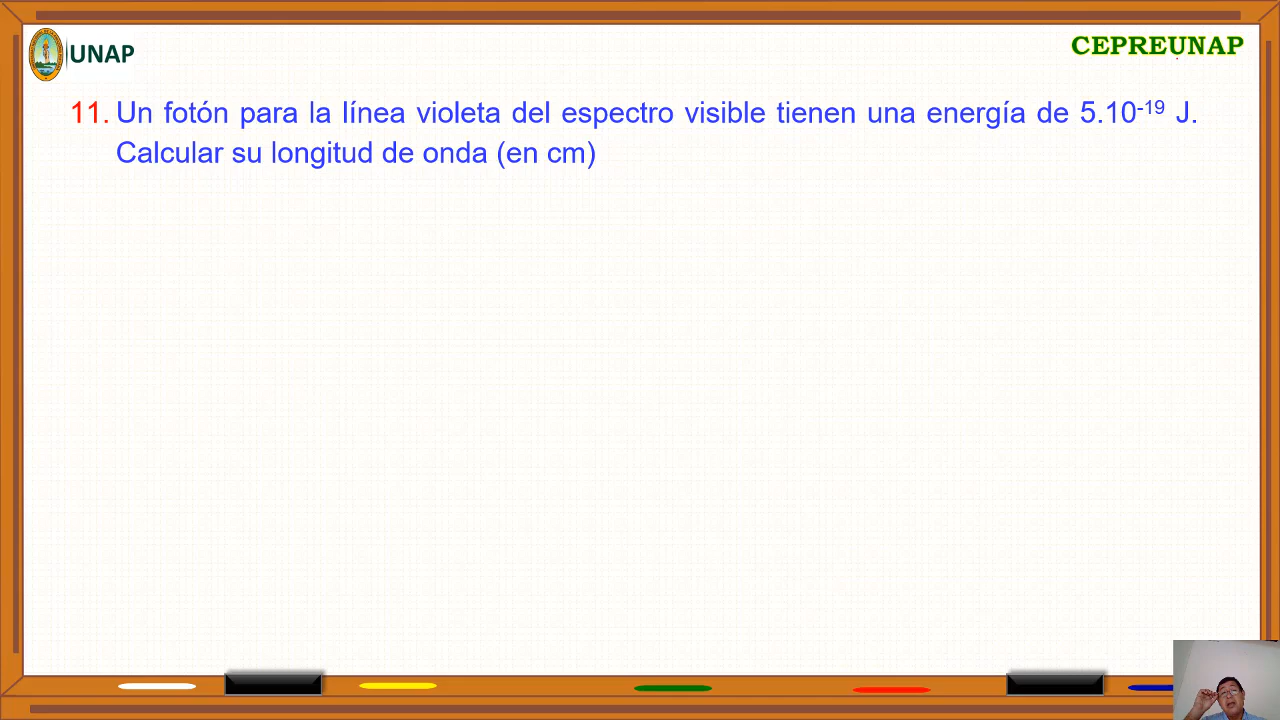 UNAP
CEPREUNAP
11. Un fotón para la línea violeta del espectro visible tienen una energía de 5.10⁻¹⁹ J.
Calcular su longitud de onda (en cm)